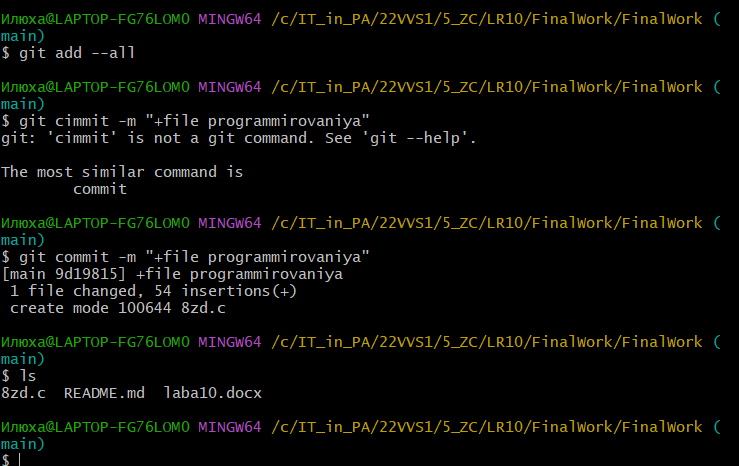 Илюха@LAPTOP-FG76LOMO MINGW64 /c/IT_in_PA/22VVS1/5_ZC/LR10/FinalWork/FinalWork (
main)
$ git add --all
Илюха@LAPTOP-FG76LOMO MINGW64 /c/IT_in_PA/22VVS1/5_ZC/LR10/FinalWork/FinalWork (
main)
$ git cimmit -m "+file programmirovaniya"
git: 'cimmit' is not a git command. See 'git --help'.
The most similar command is
        commit
Илюха@LAPTOP-FG76LOMO MINGW64 /c/IT_in_PA/22VVS1/5_ZC/LR10/FinalWork/FinalWork (
main)
$ git commit -m "+file programmirovaniya"
[main 9d19815] +file programmirovaniya
 1 file changed, 54 insertions(+)
 create mode 100644 8zd.c
Илюха@LAPTOP-FG76LOMO MINGW64 /c/IT_in_PA/22VVS1/5_ZC/LR10/FinalWork/FinalWork (
main)
$ ls
8zd.c  README.md  laba10.docx
Илюха@LAPTOP-FG76LOMO MINGW64 /c/IT_in_PA/22VVS1/5_ZC/LR10/FinalWork/FinalWork (
main)
$